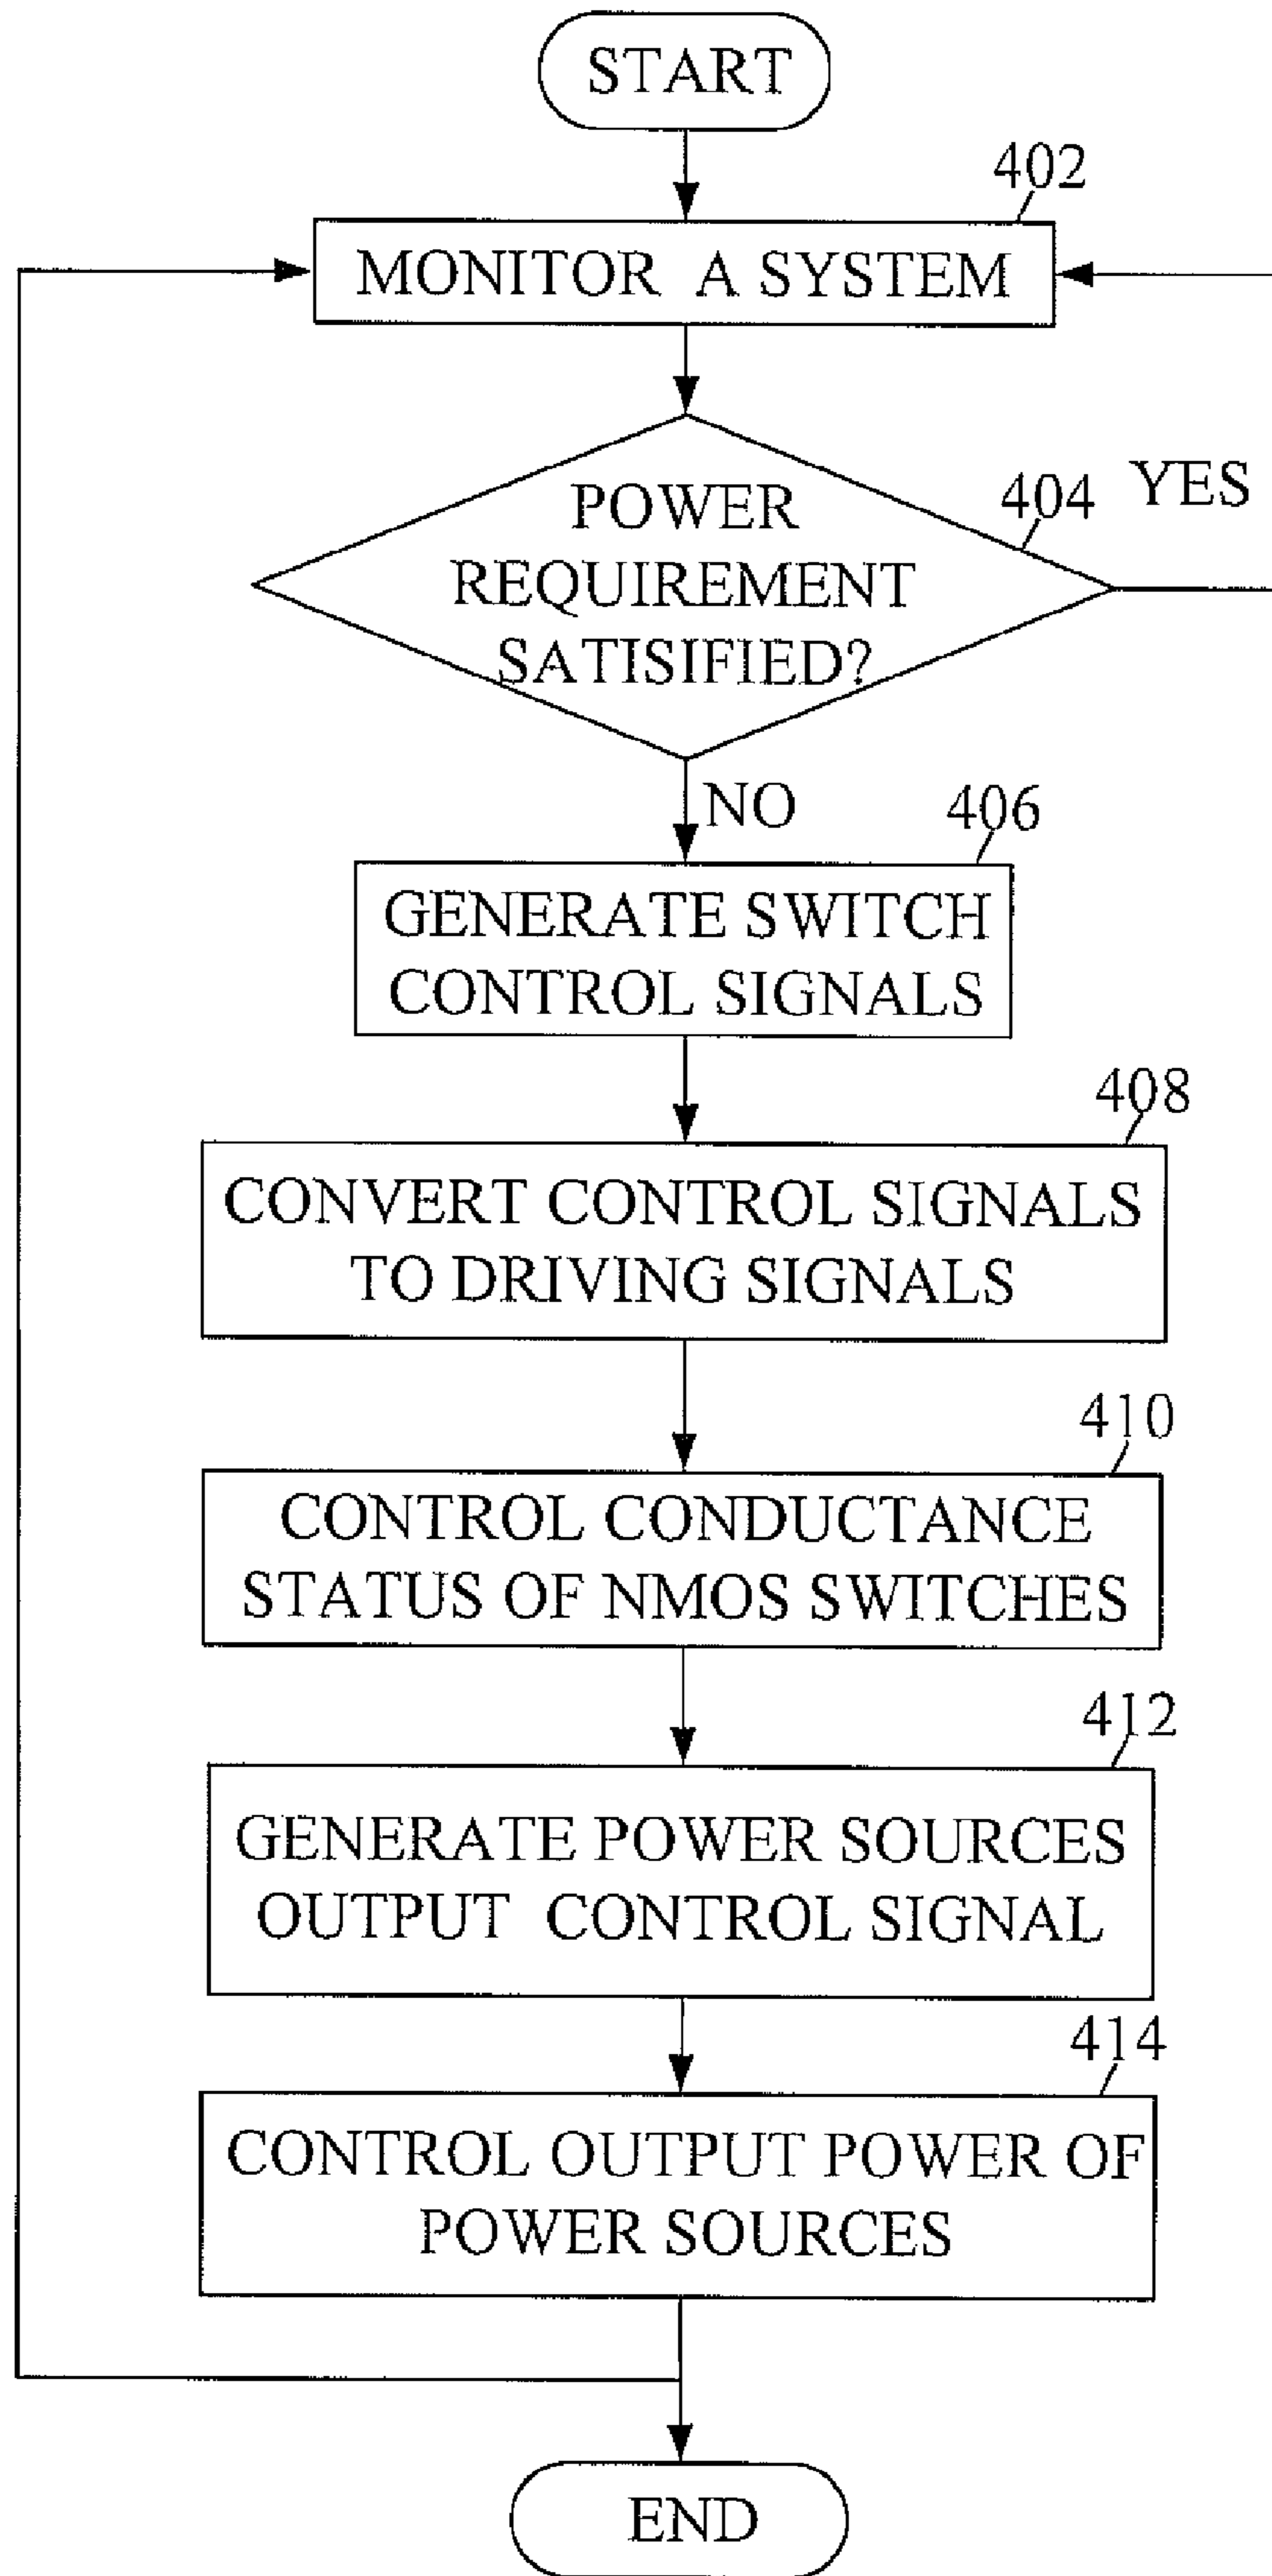 START
402
MONITOR A SYSTEM
404 YES
POWER
REQUIREMENT
SATISIFIED?
NO
406
GENERATE SWITCH
CONTROL SIGNALS
408
CONVERT CONTROL SIGNALS
TO DRIVING SIGNALS
410
CONTROL CONDUCTANCE
STATUS OF NMOS SWITCHES
412
GENERATE POWER SOURCES
OUTPUT CONTROL SIGNAL
414
CONTROL OUTPUT POWER OF
POWER SOURCES
END